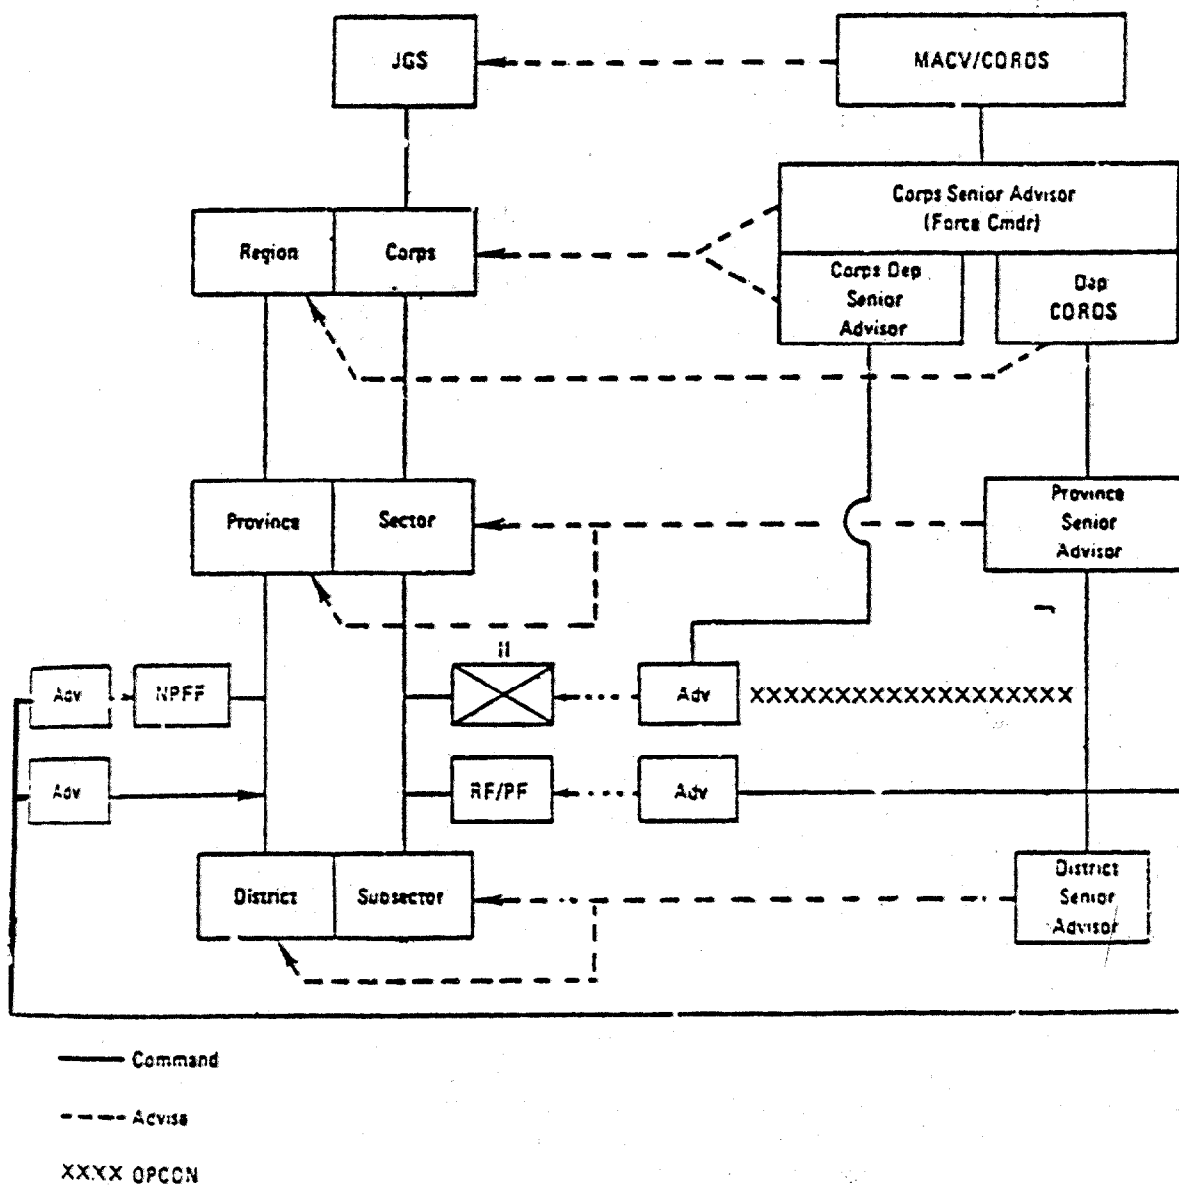 JGS
MACV/CORDS
Corps Senior Advisor
(Force Cmdr)
Region
Corps
Corps Dep
Senior
Advisor
Dep
CORDS
Province
Sector
Province
Senior
Advisor
II
Adv
NPFF
Adv
XXXXXXXXXXXXXXXXXXX
Adv
RF/PF
Adv
District
Subsector
District
Senior
Advisor
Command
Advise
XXXX OPCON